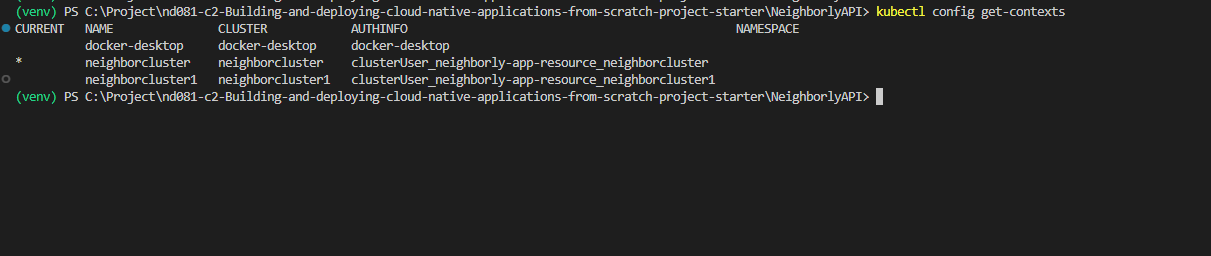 (venv) PS C:\Project\nd081-c2-Building-and-deploying-cloud-native-applications-from-scratch-project-starter\NeighborlyAPI> kubectl config get-contexts
CURRENT NAME CLUSTER AUTHINFO NAMESPACE
docker-desktop docker-desktop docker-desktop
* neighborcluster neighborcluster clusterUser_neighborly-app-resource_neighborcluster
neighborcluster1 neighborcluster1 clusterUser_neighborly-app-resource_neighborcluster1
(venv) PS C:\Project\nd081-c2-Building-and-deploying-cloud-native-applications-from-scratch-project-starter\NeighborlyAPI>